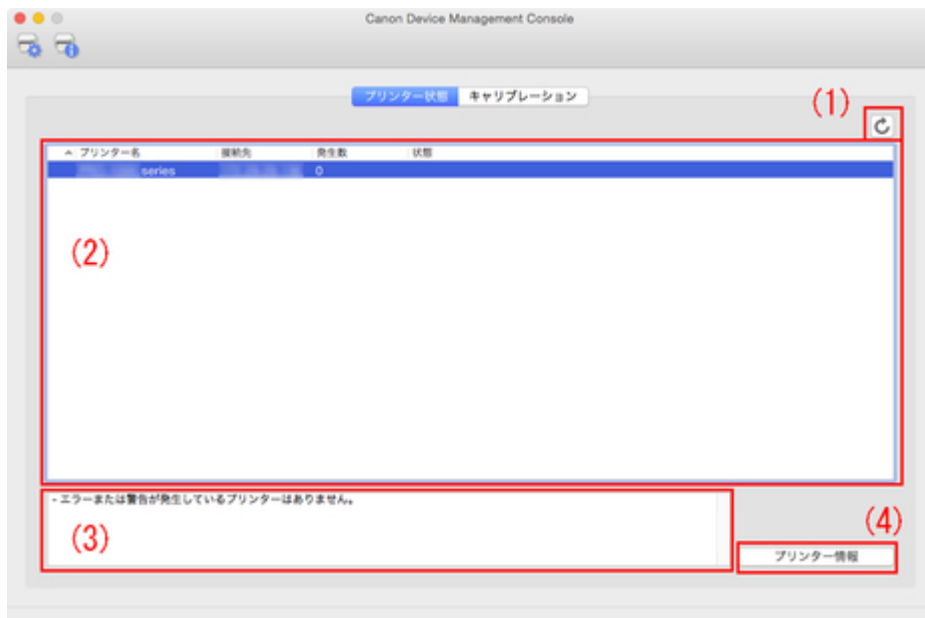 Canon Device Management Console
プリンター状態 キャリブレーション
(1)
プリンター名 接続先 発生数 状態
series 0
(2)
- エラーまたは警告が発生しているプリンターはありません。
(3)
(4)
プリンター情報